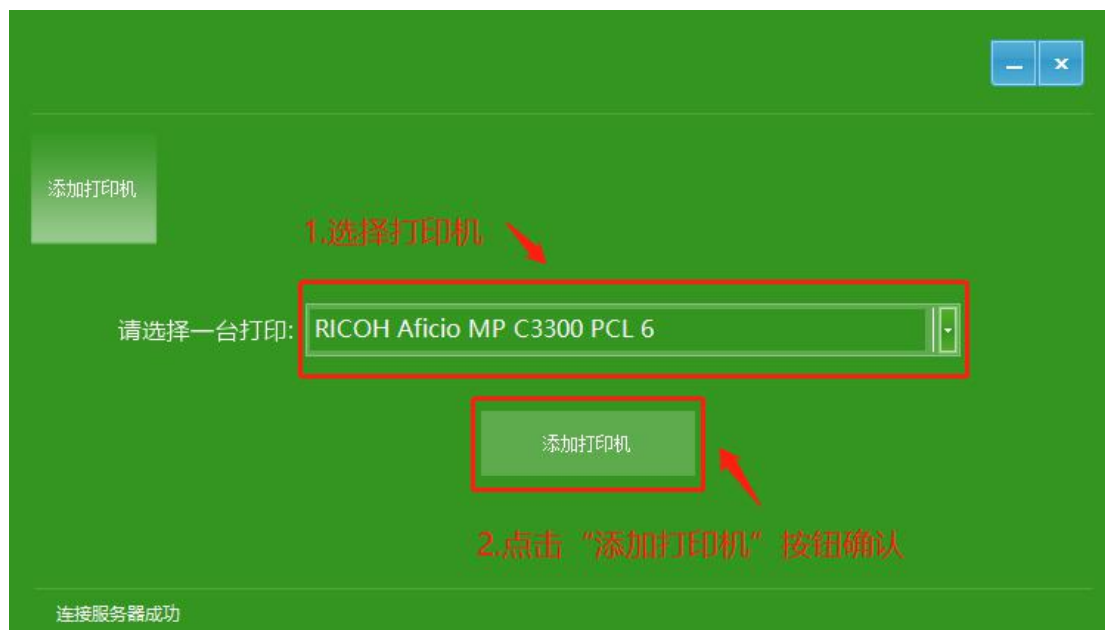 添加打印机
1.选择打印机
请选择一台打印: RICOH Aficio MP C3300 PCL 6
添加打印机
2.点击“添加打印机”按钮确认
连接服务器成功